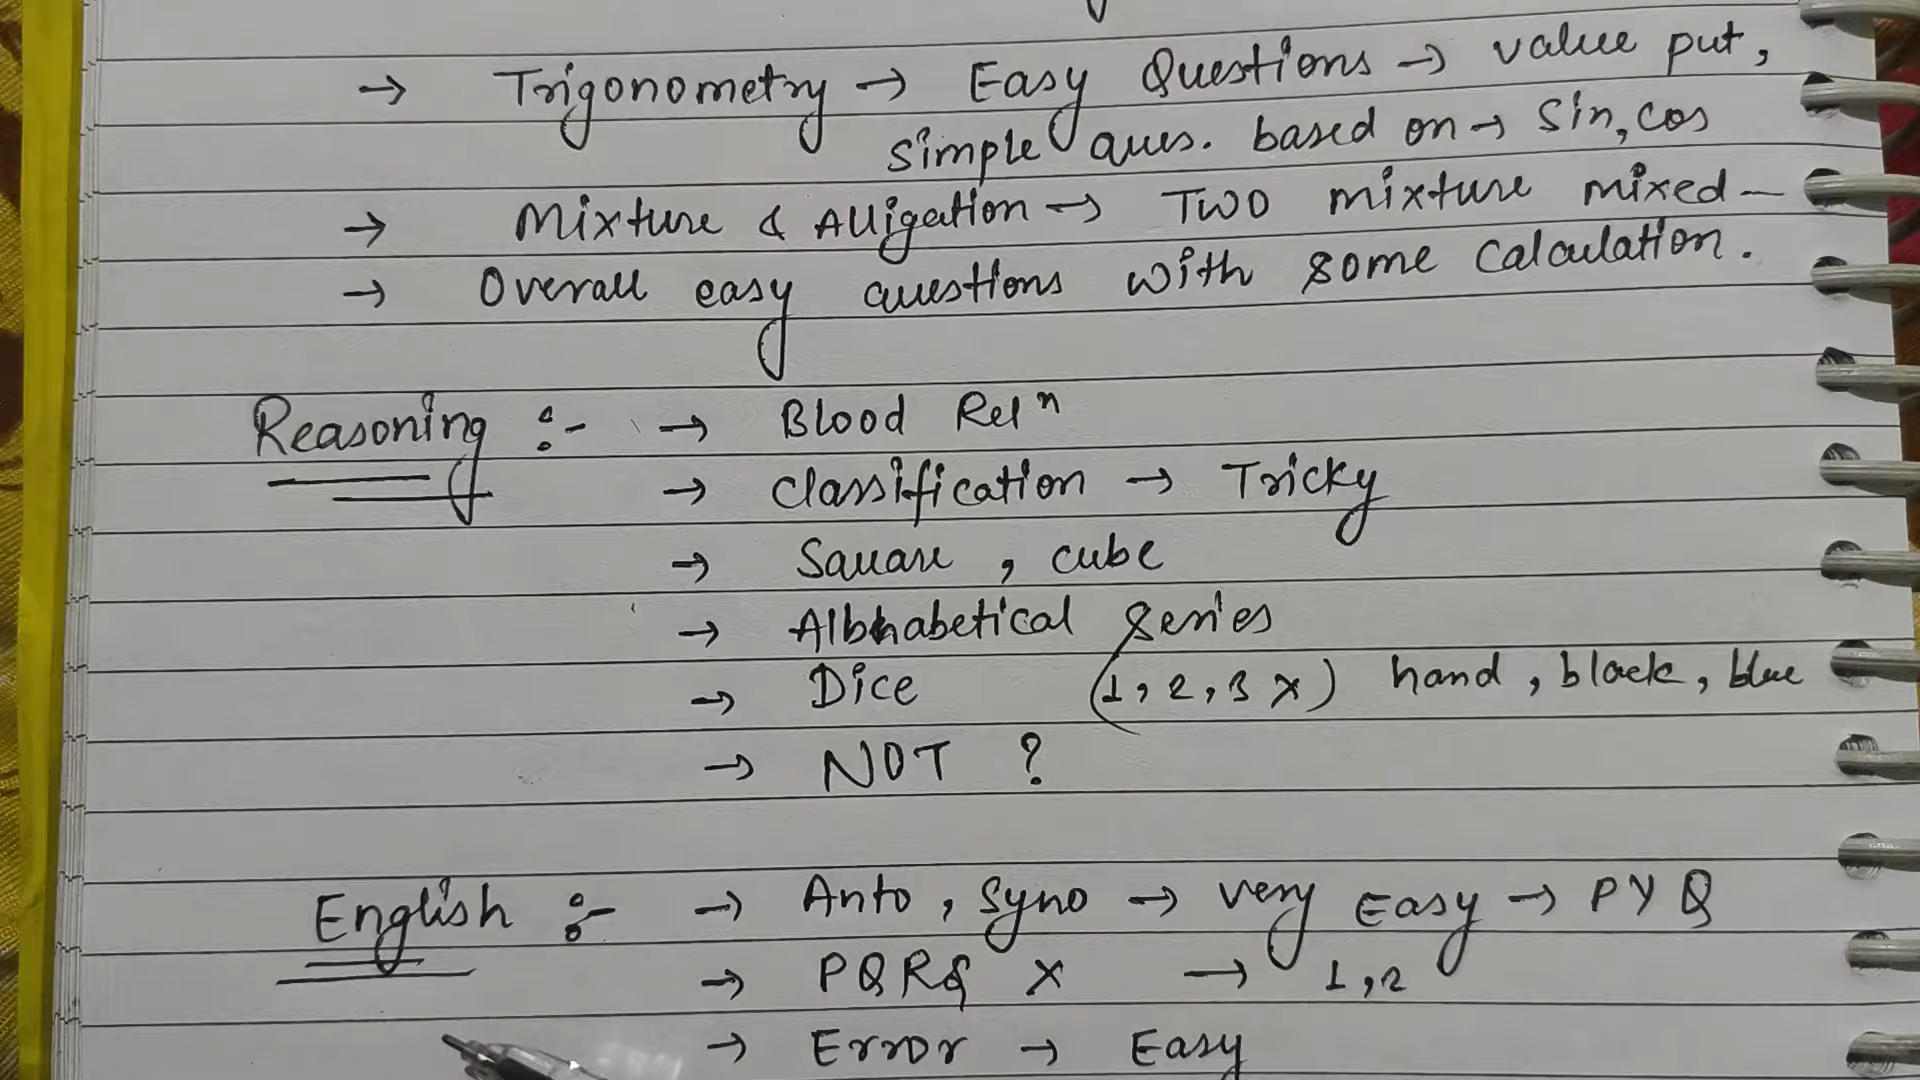 → Trigonometry → Easy Questions → value put,
simple ques. based on → Sin, cos
→ Mixture & Alligation → Two mixture mixed —
→ Overall easy questions with some calculation.
Reasoning :- → Blood Relⁿ
→ classification → Tricky
→ Square , cube
→ Alphabetical series
→ Dice (1, 2, 3 x) hand, black, blue
→ NOT ?
English :- → Anto, Syno → very Easy → PYQ
→ PQRS X → 1,2
→ Error → Easy